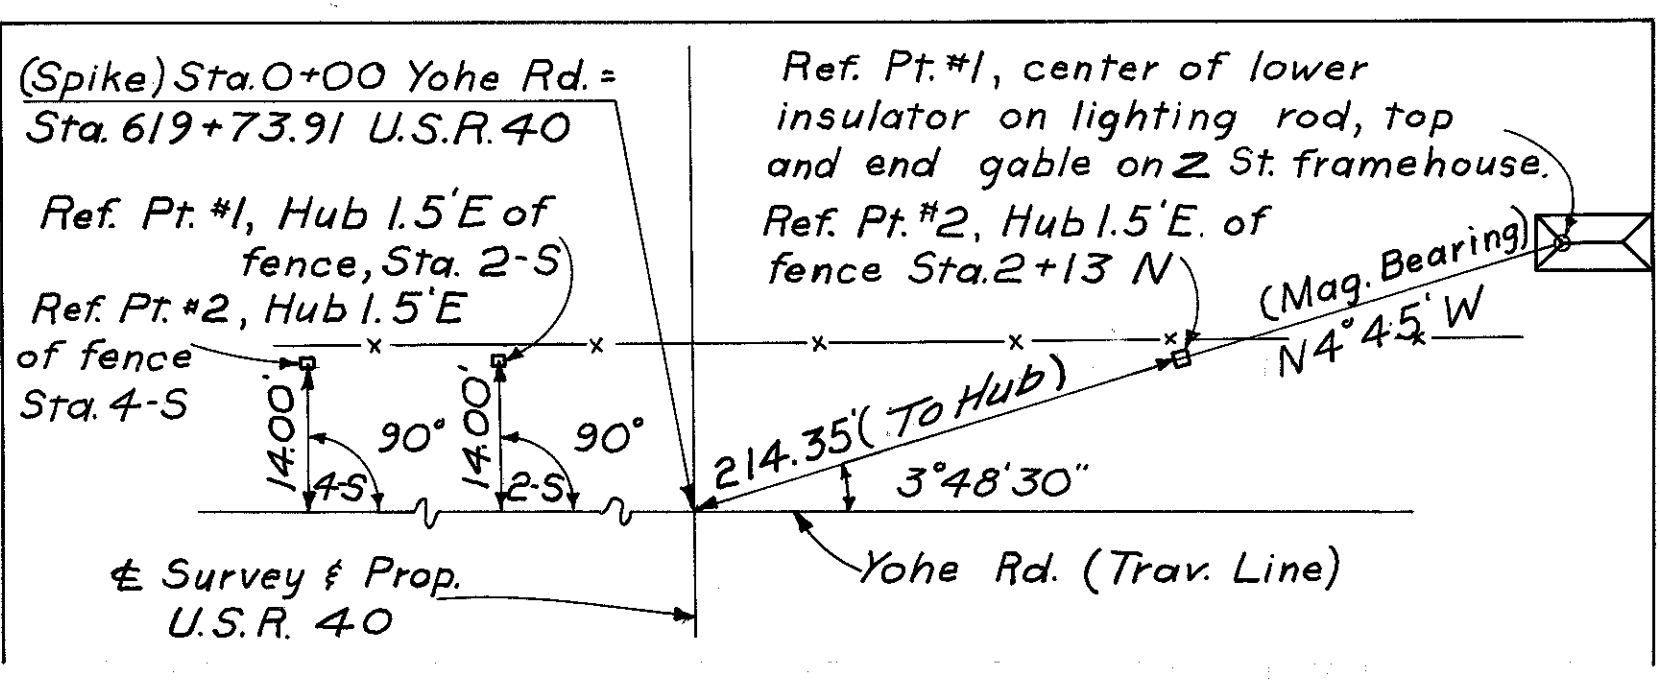 (Spike) Sta. 0+00 Yohe Rd. =
Sta. 619+73.91 U.S.R. 40
Ref. Pt. #1, Hub 1.5'E of
fence, Sta. 2-S
Ref. Pt. #2, Hub 1.5'E
of fence
Sta. 4-S
Ref. Pt. #1, center of lower
insulator on lighting rod, top
and end gable on 2 St. framehouse.
Ref. Pt. #2, Hub 1.5'E. of
fence Sta. 2+13 N
(Mag. Bearing)
N 4° 45' W
214.35' (To Hub)
3°48'30"
14.00'
90°
4-S
14.00'
90°
2-S
Yohe Rd. (Trav. Line)
℄ Survey & Prop.
U.S.R. 40